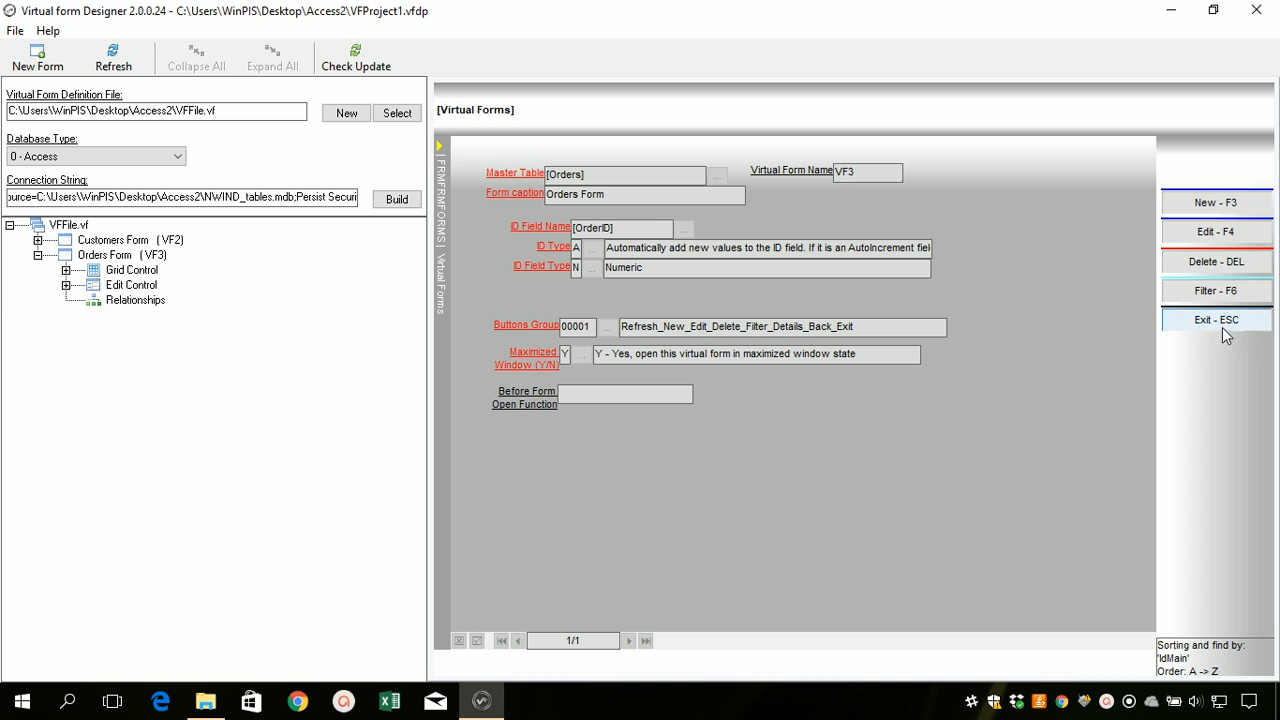 Virtual form Designer 2.0.0.24 - C:\Users\WinPIS\Desktop\Access2\VFProject1.vfdp
File Help
New Form Refresh Collapse All Expand All Check Update
Virtual Form Definition File:
C:\Users\WinPIS\Desktop\Access2\VFFile.vf New Select
Database Type:
0 - Access
Connection String:
ource=C:\Users\WinPIS\Desktop\Access2\NWIND_tables.mdb;Persist Securi Build
VFFile.vf
Customers Form (VF2)
Orders Form (VF3)
Grid Control
Edit Control
Relationships
[Virtual Forms]
| FRMFRMFORMS | Virtual Forms
Master Table [Orders] ... Virtual Form Name VF3
Form caption Orders Form
ID Field Name [OrderID] ...
ID Type A ... Automatically add new values to the ID field. If it is an AutoIncrement fiel
ID Field Type N ... Numeric
Buttons Group 00001 ... Refresh_New_Edit_Delete_Filter_Details_Back_Exit
Maximized Window (Y/N) Y ... Y - Yes, open this virtual form in maximized window state
Before Form Open Function
1/1
New - F3
Edit - F4
Delete - DEL
Filter - F6
Exit - ESC
Sorting and find by:
'IdMain'
Order: A -> Z